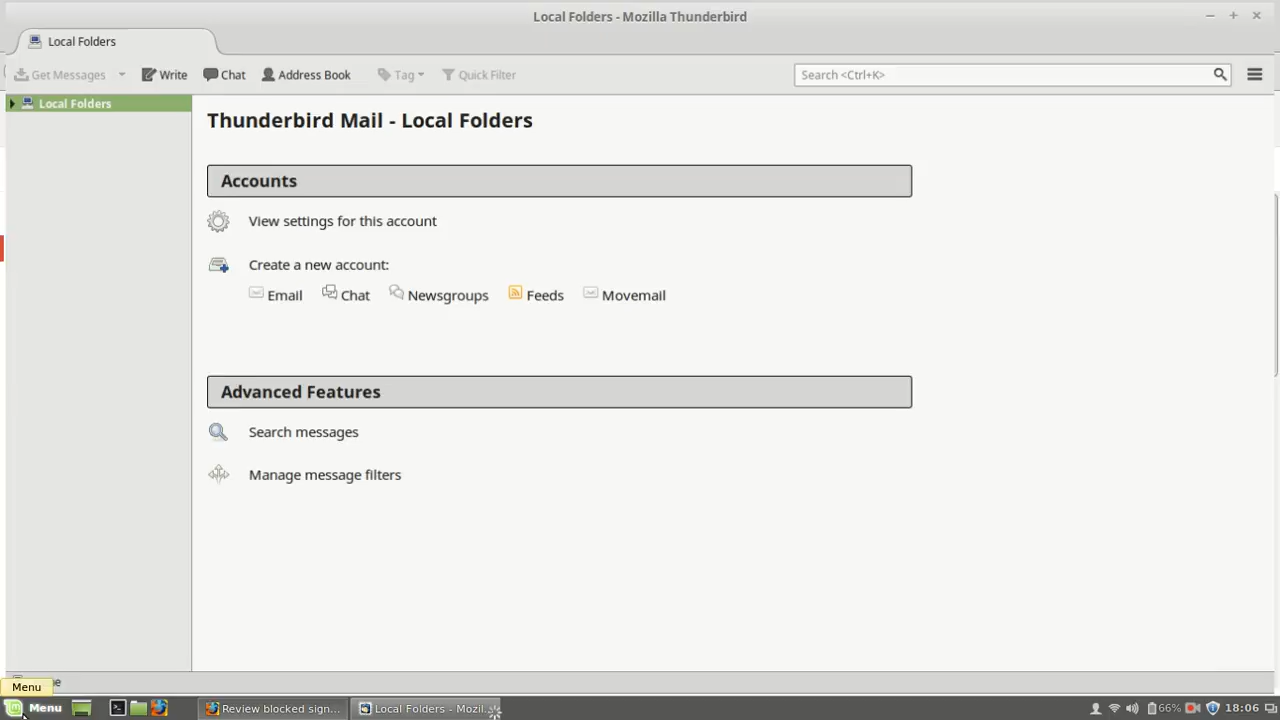 Local Folders - Mozilla Thunderbird
Local Folders
Get Messages Write Chat Address Book Tag Quick Filter Search <Ctrl+K>
Local Folders
Thunderbird Mail - Local Folders
Accounts
View settings for this account
Create a new account:
Email Chat Newsgroups Feeds Movemail
Advanced Features
Search messages
Manage message filters
Menu
Menu Review blocked sign... Local Folders - Mozil... 66% 18:06